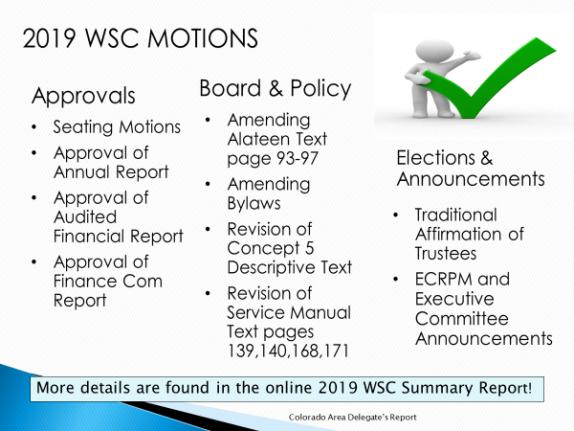 2019 WSC MOTIONS
Approvals
• Seating Motions
• Approval of
Annual Report
• Approval of
Audited
Financial Report
• Approval of
Finance Com
Report
Board & Policy
• Amending
Alateen Text
page 93-97
• Amending
Bylaws
• Revision of
Concept 5
Descriptive Text
• Revision of
Service Manual
Text pages
139,140,168,171
Elections &
Announcements
• Traditional
Affirmation of
Trustees
• ECRPM and
Executive
Committee
Announcements
More details are found in the online 2019 WSC Summary Report!
Colorado Area Delegate's Report